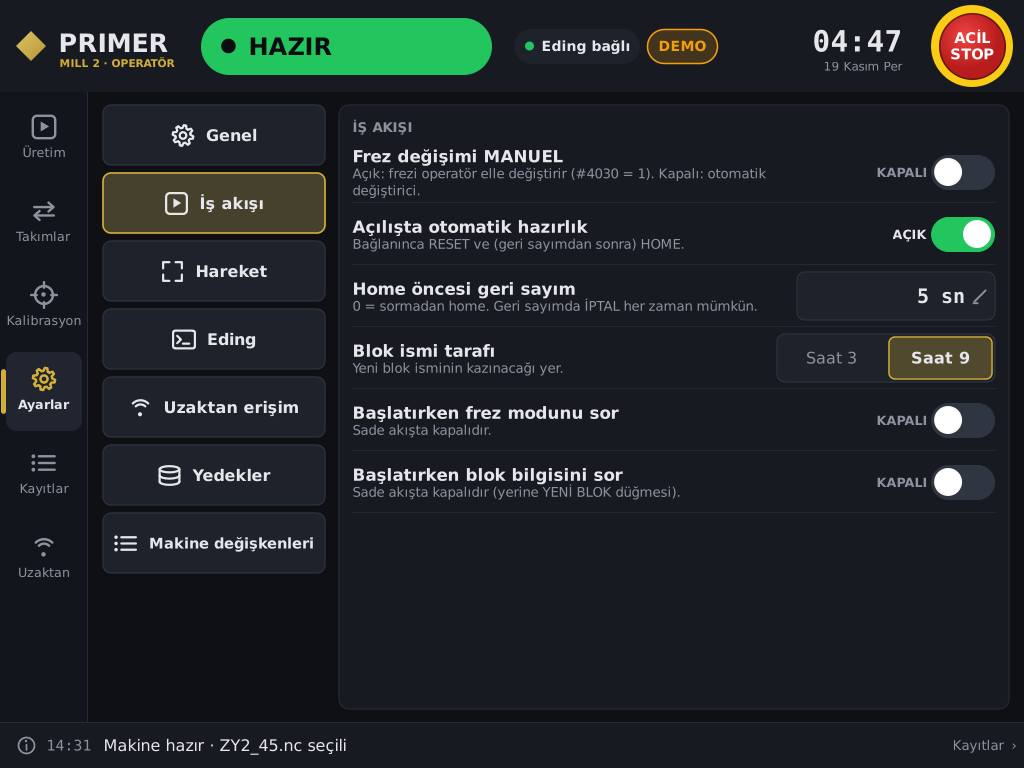 PRIMER
MILL 2 · OPERATÖR
HAZIR
Eding bağlı
DEMO
04:47
19 Kasım Per
ACİL
STOP
Üretim
Takımlar
Kalibrasyon
Ayarlar
Kayıtlar
Uzaktan
Genel
İş akışı
Hareket
Eding
Uzaktan erişim
Yedekler
Makine değişkenleri
İŞ AKIŞI
Frez değişimi MANUEL
Açık: frezi operatör elle değiştirir (#4030 = 1). Kapalı: otomatik
değiştirici.
KAPALI
Açılışta otomatik hazırlık
Bağlanınca RESET ve (geri sayımdan sonra) HOME.
AÇIK
Home öncesi geri sayım
0 = sormadan home. Geri sayımda İPTAL her zaman mümkün.
5 sn
Blok ismi tarafı
Yeni blok isminin kazınacağı yer.
Saat 3
Saat 9
Başlatırken frez modunu sor
Sade akışta kapalıdır.
KAPALI
Başlatırken blok bilgisini sor
Sade akışta kapalıdır (yerine YENİ BLOK düğmesi).
KAPALI
14:31 Makine hazır · ZY2_45.nc seçili
Kayıtlar ›